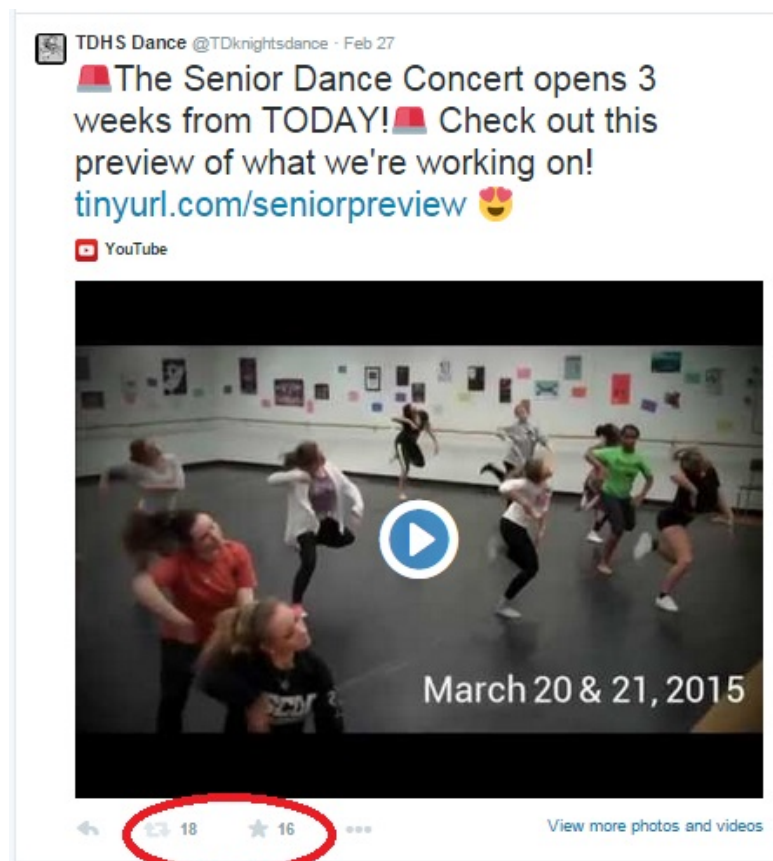 TDHS Dance @TDknightsdance · Feb 27
🚨The Senior Dance Concert opens 3
weeks from TODAY!🚨 Check out this
preview of what we're working on!
tinyurl.com/seniorpreview 😍
YouTube
March 20 & 21, 2015
18 16
View more photos and videos